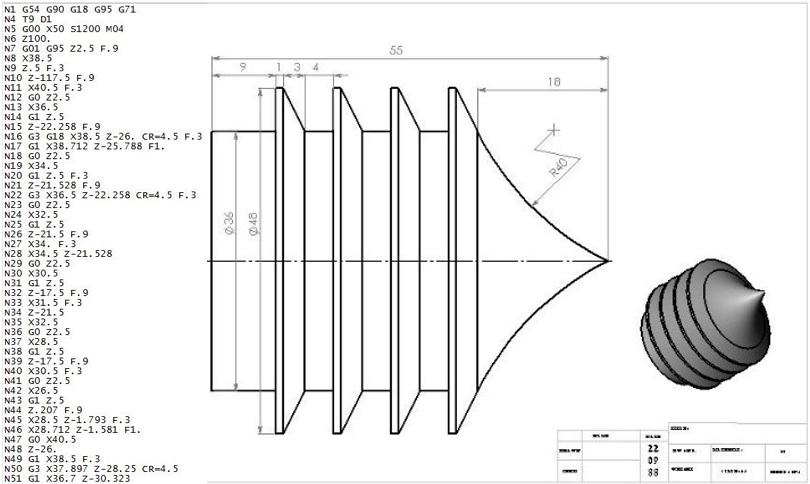 N1 G54 G90 G18 G95 G71
N4 T9 D1
N5 G00 X50 S1200 M04
N6 Z100.
N7 G01 G95 Z2.5 F.9
N8 X38.5
N9 Z.5 F.3
N10 Z-117.5 F.9
N11 X40.5 F.3
N12 G0 Z2.5
N13 X36.5
N14 G1 Z.5
N15 Z-22.258 F.9
N16 G3 G18 X38.5 Z-26. CR=4.5 F.3
N17 G1 X38.712 Z-25.788 F1.
N18 G0 Z2.5
N19 X34.5
N20 G1 Z.5 F.3
N21 Z-21.528 F.9
N22 G3 X36.5 Z-22.258 CR=4.5 F.3
N23 G0 Z2.5
N24 X32.5
N25 G1 Z.5
N26 Z-21.5 F.9
N27 X34. F.3
N28 X34.5 Z-21.528
N29 G0 Z2.5
N30 X30.5
N31 G1 Z.5
N32 Z-17.5 F.9
N33 X31.5 F.3
N34 Z-21.5
N35 X32.5
N36 G0 Z2.5
N37 X28.5
N38 G1 Z.5
N39 Z-17.5 F.9
N40 X30.5 F.3
N41 G0 Z2.5
N42 X26.5
N43 G1 Z.5
N44 Z.207 F.9
N45 X28.5 Z-1.793 F.3
N46 X28.712 Z-1.581 F1.
N47 G0 X40.5
N48 Z-26.
N49 G1 X38.5 F.3
N50 G3 X37.897 Z-28.25 CR=4.5
N51 G1 X36.7 Z-30.323
55
9 1 3 4
18
R40
Ø36
Ø48
22
09
88